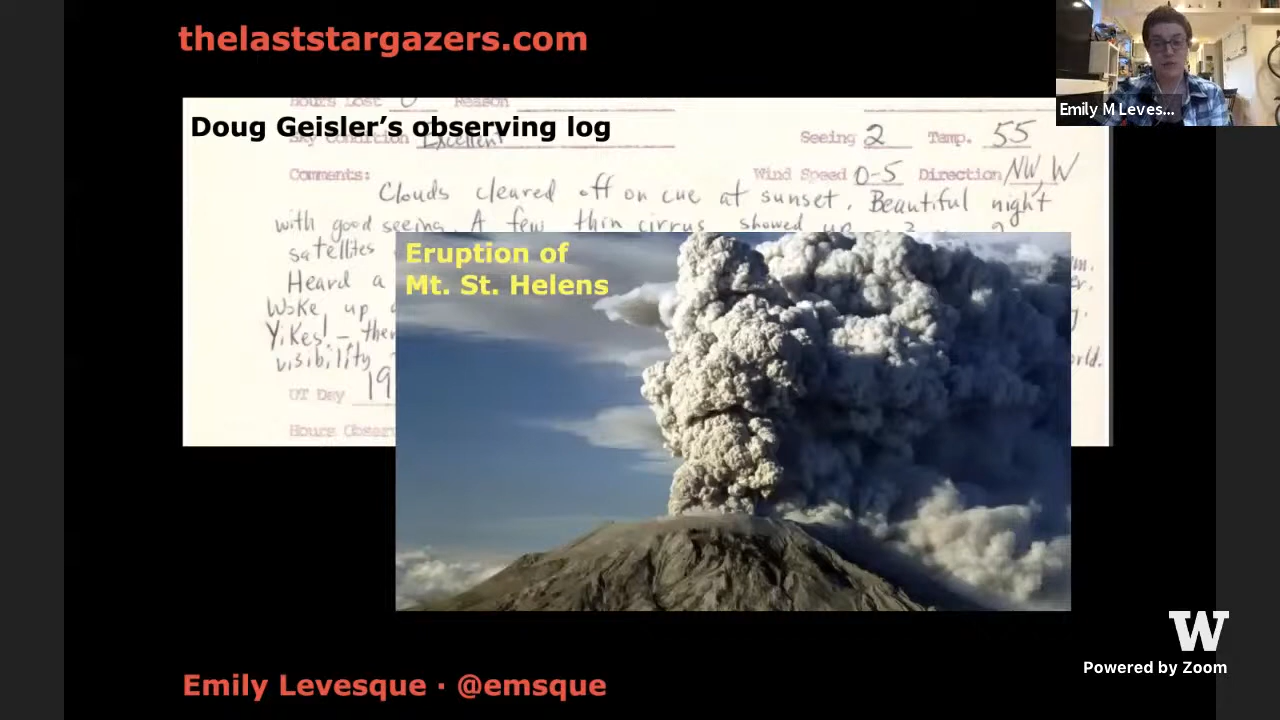 thelaststargazers.com
Emily M Leves...
Hours Lost 0 Reason
Doug Geisler's observing log
Sky Condition Excellent
Seeing 2 Temp. 55
Comments:
Wind Speed 0-5 Direction NW, W
Clouds cleared off on cue at sunset. Beautiful night
with good seeing. A few thin cirrus showed up
satellites
Eruption of
Mt. St. Helens
Heard a
Woke up
Yikes! – ther
visibility
orld.
UT Day 19
Hours Obser
W
Powered by Zoom
Emily Levesque · @emsque